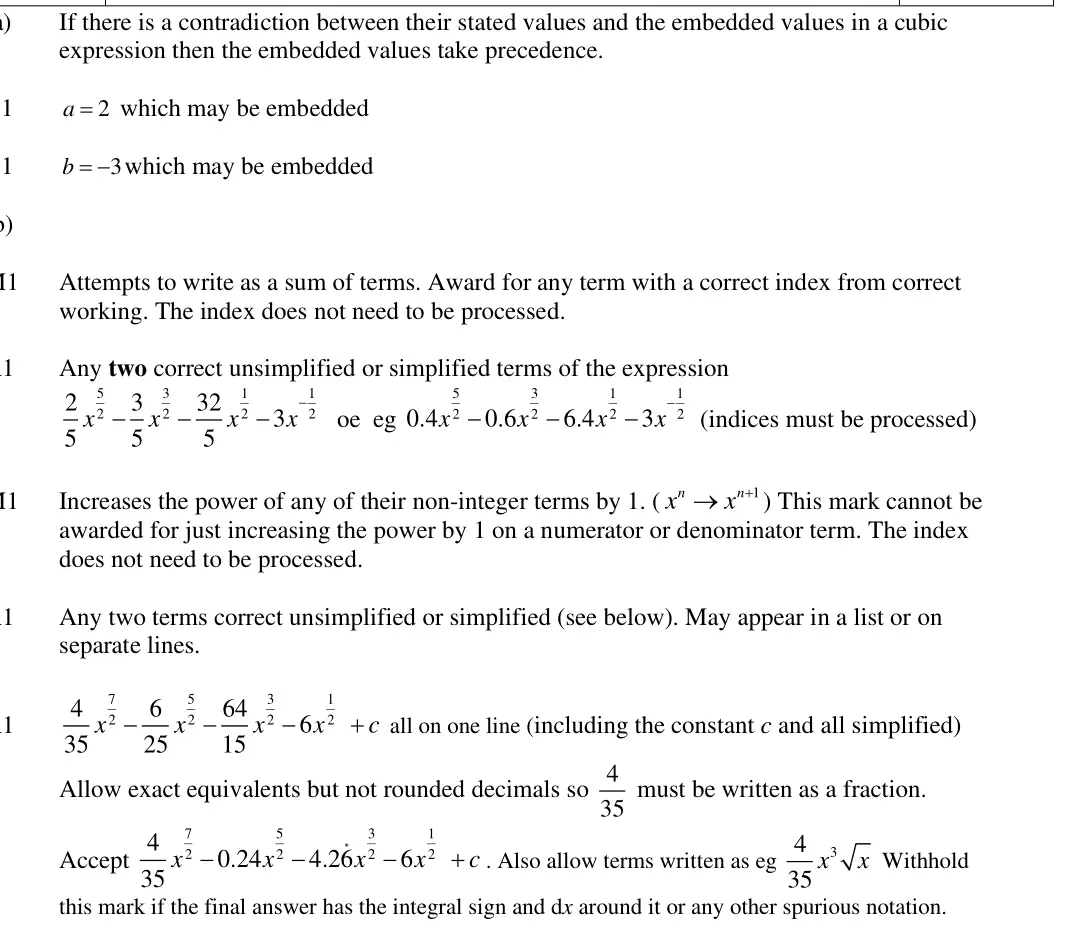 a)	If there is a contradiction between their stated values and the embedded values in a cubic
expression then the embedded values take precedence.
1	a = 2 which may be embedded
1	b = −3 which may be embedded
b)
M1	Attempts to write as a sum of terms. Award for any term with a correct index from correct
working. The index does not need to be processed.
1	Any two correct unsimplified or simplified terms of the expression
2/5 x^(5/2) − 3/5 x^(3/2) − 32/5 x^(1/2) − 3x^(−1/2) oe eg 0.4x^(5/2) − 0.6x^(3/2) − 6.4x^(1/2) − 3x^(−1/2) (indices must be processed)
M1	Increases the power of any of their non-integer terms by 1. ( x^n → x^(n+1) ) This mark cannot be
awarded for just increasing the power by 1 on a numerator or denominator term. The index
does not need to be processed.
1	Any two terms correct unsimplified or simplified (see below). May appear in a list or on
separate lines.
1	4/35 x^(7/2) − 6/25 x^(5/2) − 64/15 x^(3/2) − 6x^(1/2) + c all on one line (including the constant c and all simplified)
Allow exact equivalents but not rounded decimals so 4/35 must be written as a fraction.
Accept 4/35 x^(7/2) − 0.24x^(5/2) − 4.26̇x^(3/2) − 6x^(1/2) + c . Also allow terms written as eg 4/35 x^3 √x Withhold
this mark if the final answer has the integral sign and dx around it or any other spurious notation.